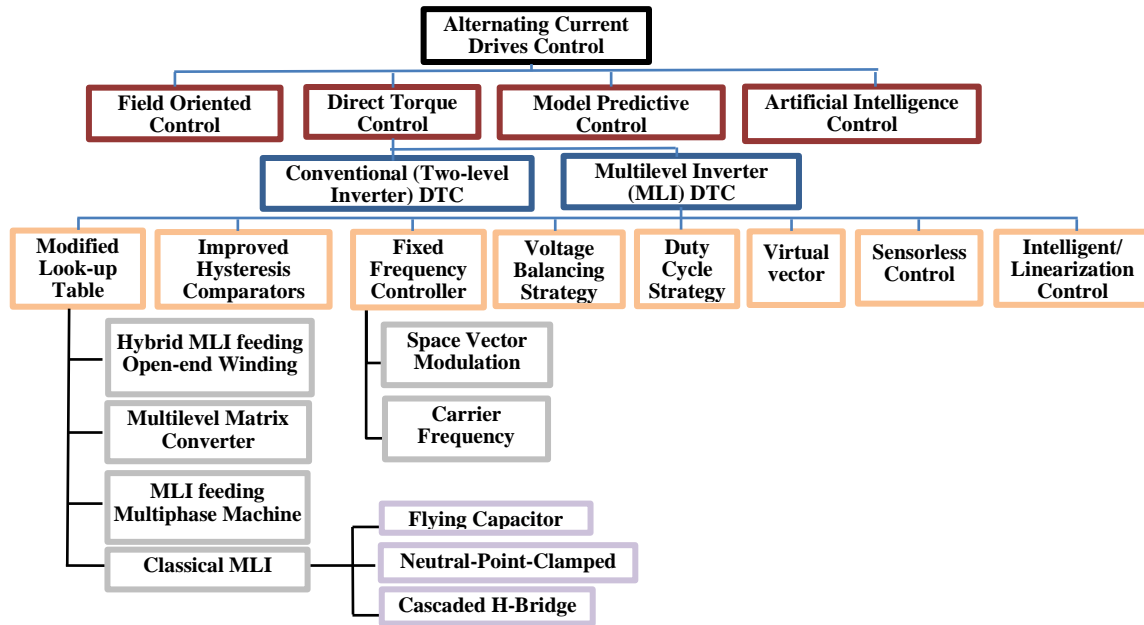 Alternating Current
Drives Control
Field Oriented
Control
Direct Torque
Control
Model Predictive
Control
Artificial Intelligence
Control
Conventional (Two-level
Inverter) DTC
Multilevel Inverter
(MLI) DTC
Modified
Look-up
Table
Improved
Hysteresis
Comparators
Fixed
Frequency
Controller
Voltage
Balancing
Strategy
Duty
Cycle
Strategy
Virtual
vector
Sensorless
Control
Intelligent/
Linearization
Control
Hybrid MLI feeding
Open-end Winding
Multilevel Matrix
Converter
MLI feeding
Multiphase Machine
Classical MLI
Space Vector
Modulation
Carrier
Frequency
Flying Capacitor
Neutral-Point-Clamped
Cascaded H-Bridge